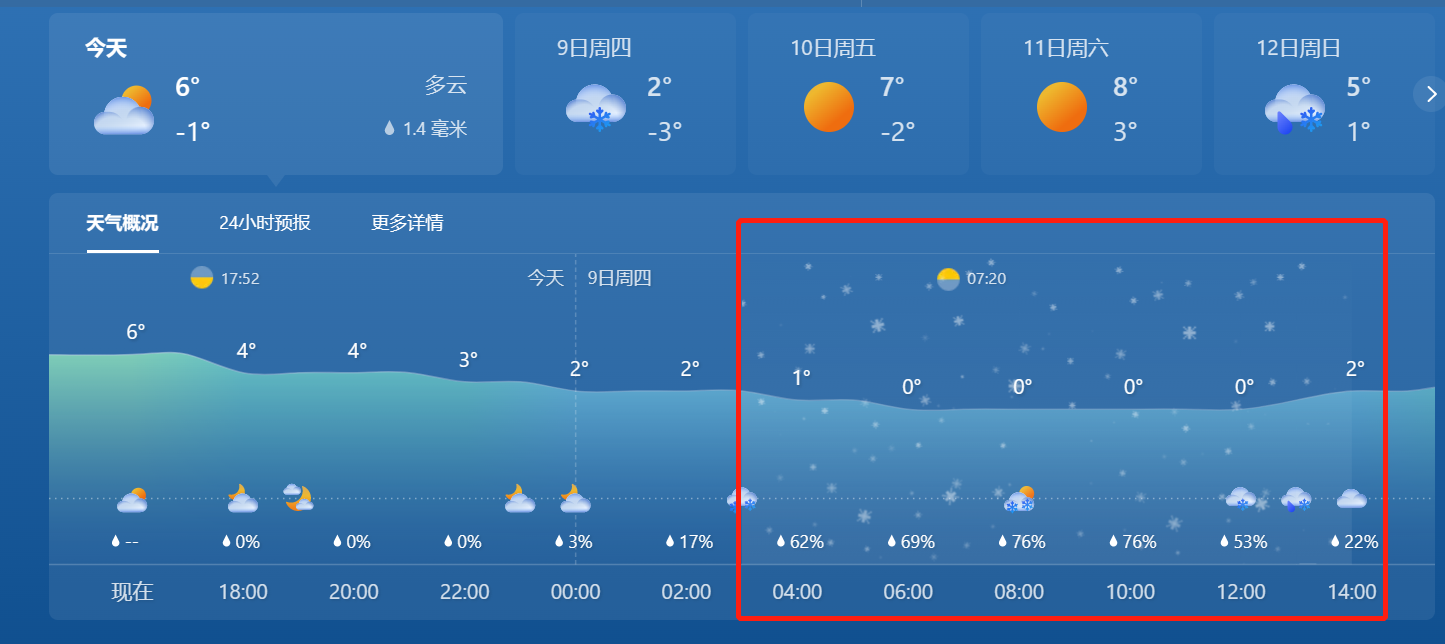 今天
6°
-1°
多云
1.4 毫米
9日周四
2°
-3°
10日周五
7°
-2°
11日周六
8°
3°
12日周日
5°
1°
天气概况 24小时预报 更多详情
17:52 今天 9日周四 07:20
6° 4° 4° 3° 2° 2° 1° 0° 0° 0° 0° 2°
-- 0% 0% 0% 3% 17% 62% 69% 76% 76% 53% 22%
现在 18:00 20:00 22:00 00:00 02:00 04:00 06:00 08:00 10:00 12:00 14:00